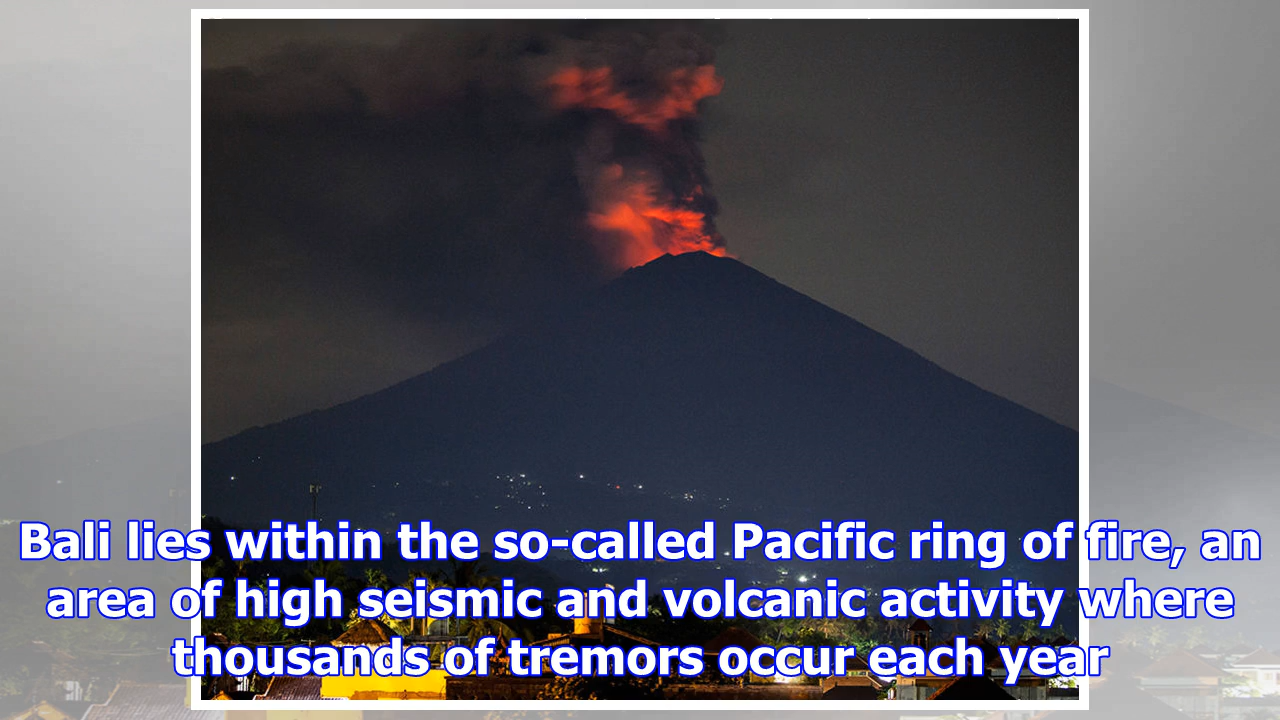 Bali lies within the so-called Pacific ring of fire, an
area of high seismic and volcanic activity where
thousands of tremors occur each year